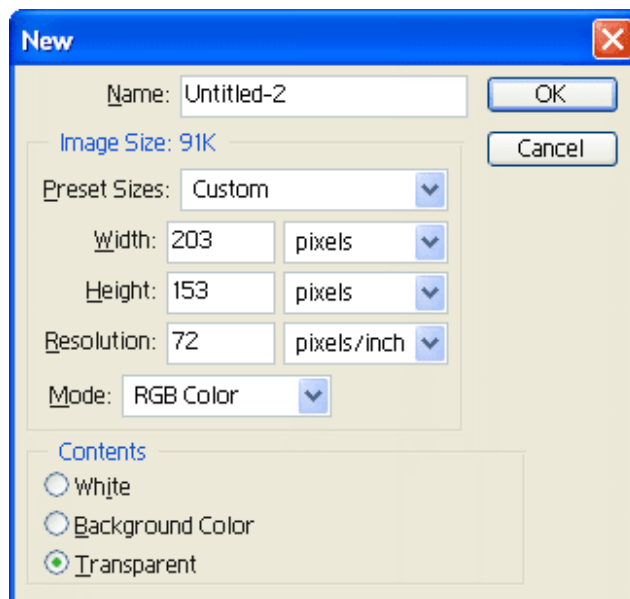 New
Name: Untitled-2 OK
Image Size: 91K Cancel
Preset Sizes: Custom
Width: 203 pixels
Height: 153 pixels
Resolution: 72 pixels/inch
Mode: RGB Color
Contents
White
Background Color
Transparent